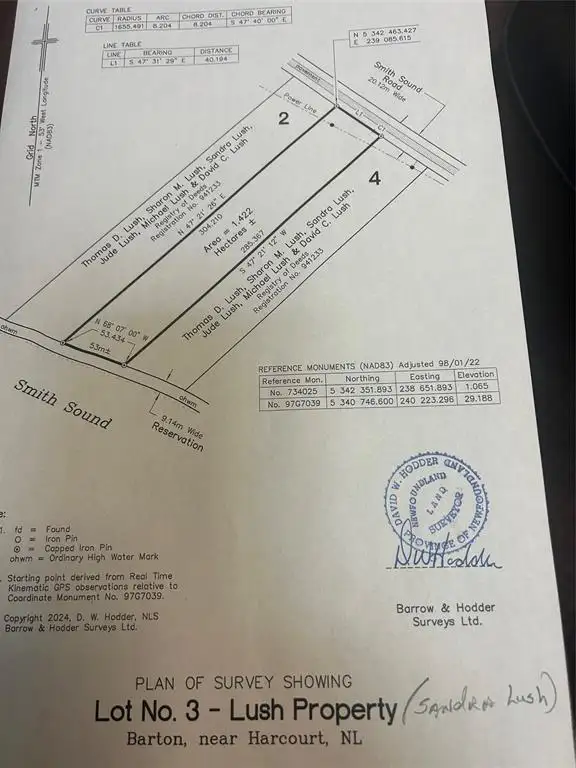 CURVE TABLE
CURVE RADIUS ARC CHORD DIST. CHORD BEARING
C1 1655.491 8.204 8.204 S 47° 40' 00" E
LINE TABLE
LINE BEARING DISTANCE
L1 S 47° 31' 29" E 40.194
N 5 342 463.427
E 239 085.615
Grid North
MTM Zone 1 - 53° West Longitude
(NAD83)
Smith Sound
Road
20.12m Wide
pavement
L1
C1
Power Line
2
4
Thomas D. Lush, Sharon M. Lush, Sandra Lush,
Jude Lush, Michael Lush & David C. Lush
Registry of Deeds
Registration No. 941233
N 47° 21' 26" E
304.210
Area = 1.422
Hectares ±
285.367
S 47° 21' 12" W
Thomas D. Lush, Sharon M. Lush, Sandra Lush,
Jude Lush, Michael Lush & David C. Lush
Registry of Deeds
Registration No. 941233
N 68° 07' 00" W
53.434
53m±
ohwm
ohwm
Smith Sound
9.14m Wide
Reservation
REFERENCE MONUMENTS (NAD83) Adjusted 98/01/22
Reference Mon. Northing Easting Elevation
No. 734025 5 342 351.893 238 651.893 1.065
No. 97G7039 5 340 746.600 240 223.296 29.188
DAVID W. HODDER
NEWFOUNDLAND
LAND
SURVEYOR
PROVINCE OF NEWFOUNDLAND
DW Hodder
Barrow & Hodder
Surveys Ltd.
e:
1. fd = Found
O = Iron Pin
⊙ = Capped Iron Pin
ohwm = Ordinary High Water Mark
Starting point derived from Real Time
Kinematic GPS observations relative to
Coordinate Monument No. 97G7039.
Copyright 2024, D. W. Hodder, NLS
Barrow & Hodder Surveys Ltd.
PLAN OF SURVEY SHOWING
Lot No. 3 - Lush Property (SANDRA Lush)
Barton, near Harcourt, NL